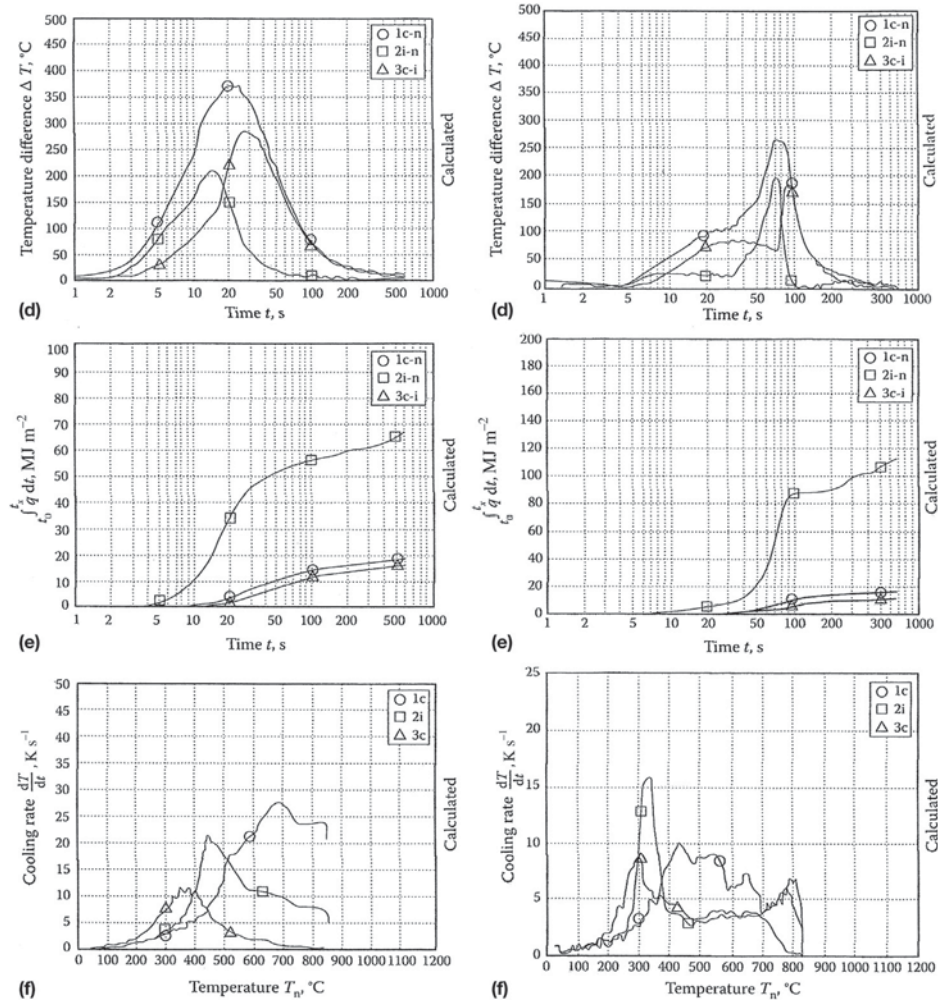 500
450
400
350
300
250
200
150
100
50
0
Temperature difference Δ T, °C
1c-n
2i-n
3c-i
Calculated
1 2 5 10 20 50 100 200 500 1000
(d)
Time t, s
500
450
400
350
300
250
200
150
500
50
0
Temperature difference Δ T, °C
1c-n
2i-n
3c-i
Calculated
1 2 5 10 20 50 100 200 300 1000
(d)
Time t, s
100
90
80
70
60
50
40
30
20
10
0
q̇ dt, MJ m⁻²
1c-n
2i-n
3c-i
Calculated
1 2 5 10 20 50 100 200 500 1000
(e)
Time t, s
200
180
160
140
120
100
80
60
40
20
0
q̇ dt, MJ m⁻²
1c-n
2i-n
3c-i
Calculated
1 2 5 10 20 50 100 200 300 1000
(e)
Time t, s
50
45
40
35
30
25
20
15
10
5
0
Cooling rate dT/dt, K s⁻¹
1c
2i
3c
Calculated
0 100 200 300 400 500 600 700 800 900 1000 1100 1200
(f)
Temperature Tₙ, °C
25
20
15
10
5
0
Cooling rate dT/dt, K s⁻¹
1c
2i
3c
Calculated
0 100 200 300 400 500 600 700 800 900 1000 1100 1200
(f)
Temperature Tₙ, °C